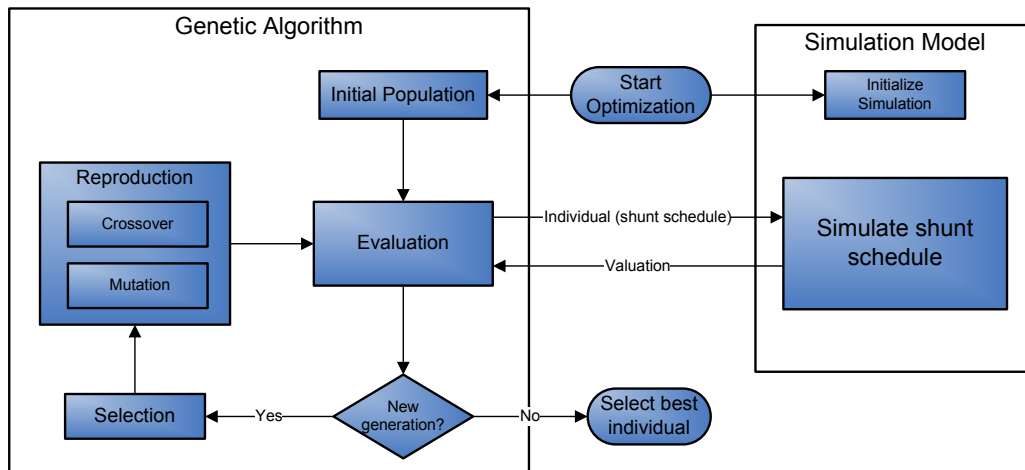 Genetic Algorithm
Simulation Model
Initial Population
Start
Optimization
Initialize
Simulation
Reproduction
Crossover
Mutation
Evaluation
Individual (shunt schedule)
Valuation
Simulate shunt
schedule
Selection
Yes
New
generation?
No
Select best
individual